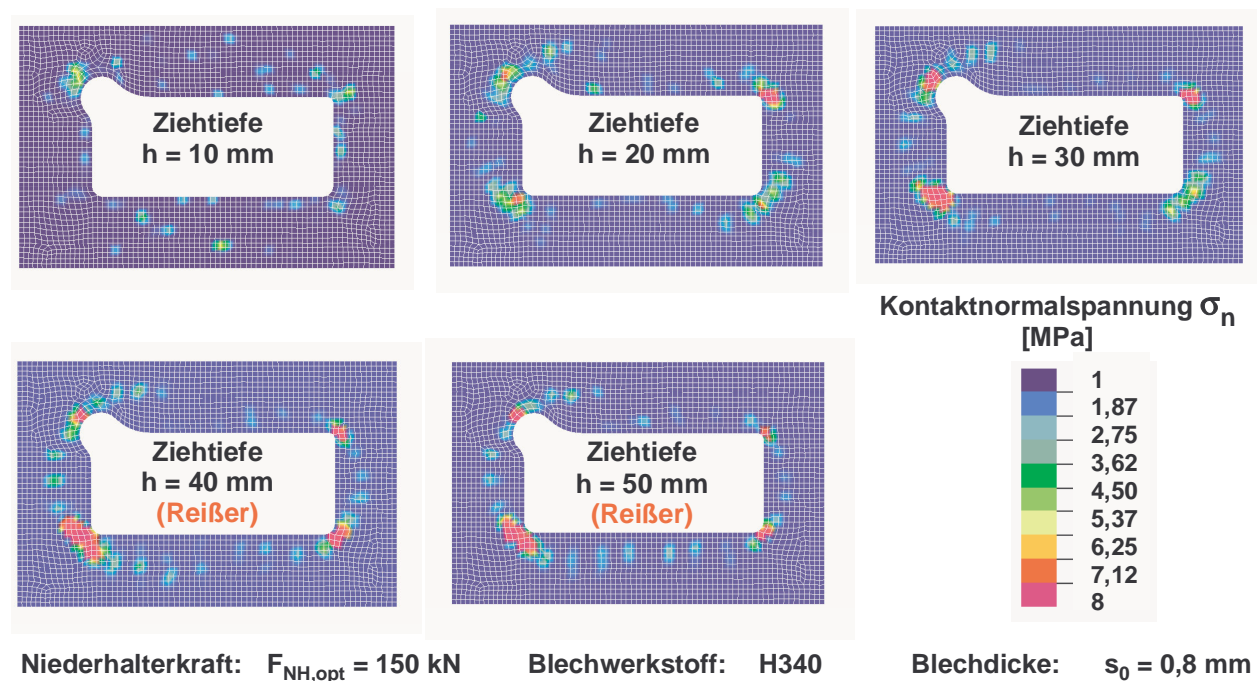 Ziehtiefe
h = 10 mm
Ziehtiefe
h = 20 mm
Ziehtiefe
h = 30 mm
Kontaktnormalspannung σn
[MPa]
Ziehtiefe
h = 40 mm
(Reißer)
Ziehtiefe
h = 50 mm
(Reißer)
1
1,87
2,75
3,62
4,50
5,37
6,25
7,12
8
Niederhalterkraft: FNH,opt = 150 kN Blechwerkstoff: H340 Blechdicke: s0 = 0,8 mm